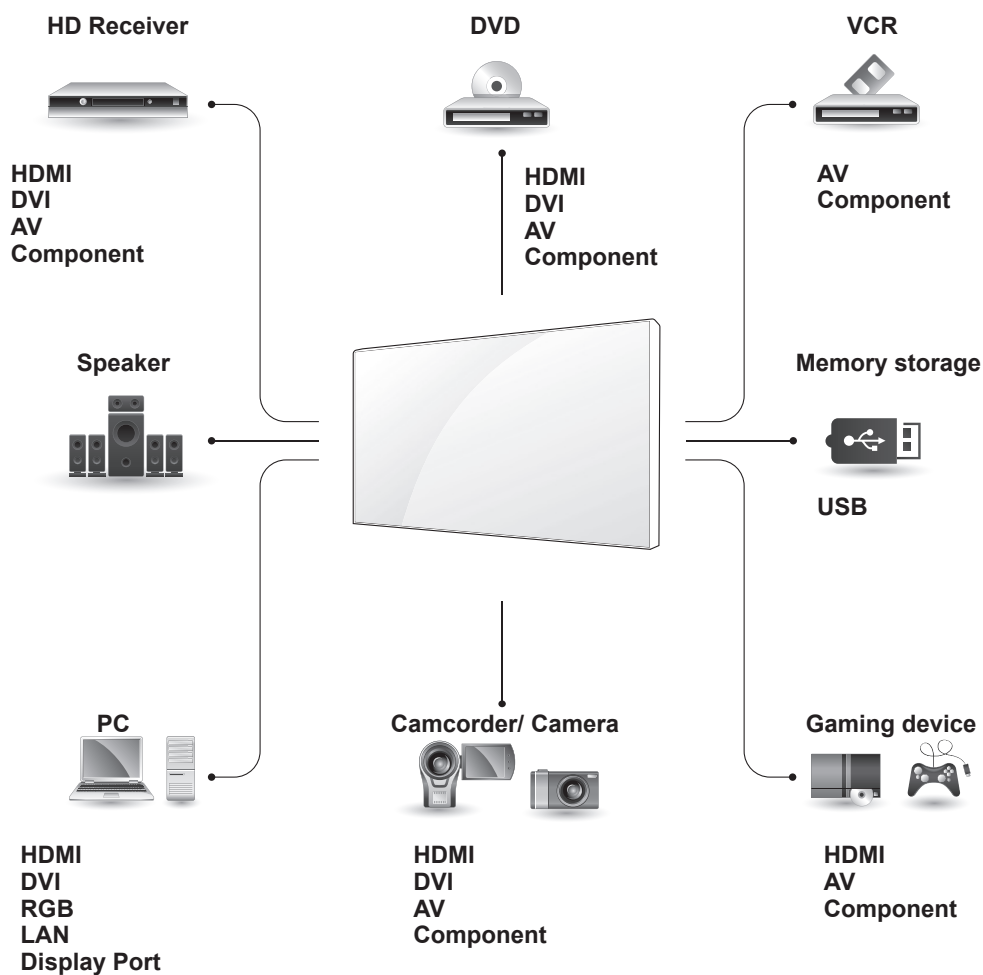 HD Receiver
HDMI
DVI
AV
Component
DVD
HDMI
DVI
AV
Component
VCR
AV
Component
Speaker
Memory storage
USB
PC
HDMI
DVI
RGB
LAN
Display Port
Camcorder/ Camera
HDMI
DVI
AV
Component
Gaming device
HDMI
AV
Component